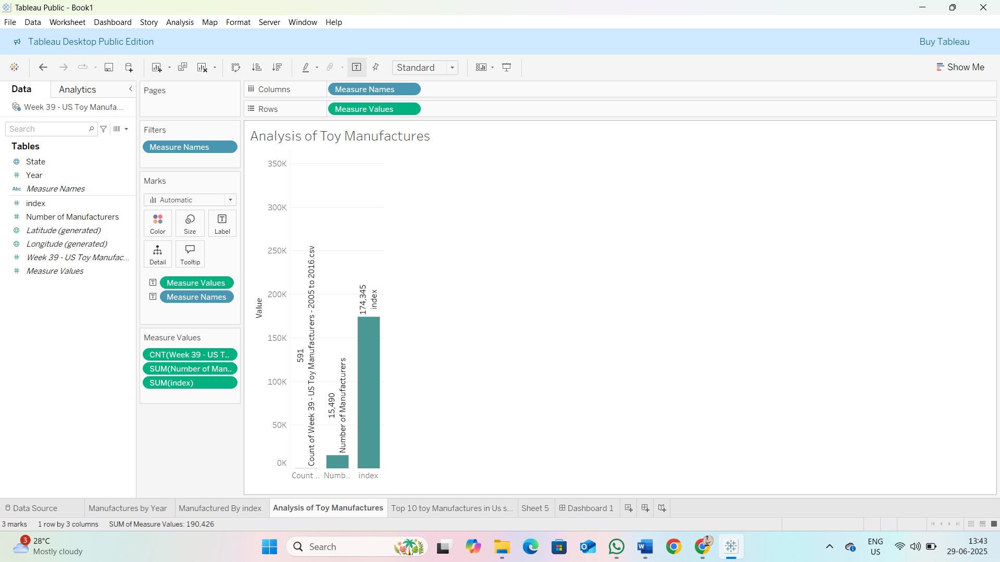 Tableau Public - Book1
File Data Worksheet Dashboard Story Analysis Map Format Server Window Help
Tableau Desktop Public Edition
Buy Tableau
Standard
Show Me
Data
Analytics
Week 39 - US Toy Manufa...
Search
Tables
State
Year
Abc Measure Names
index
Number of Manufacturers
Latitude (generated)
Longitude (generated)
Week 39 - US Toy Manufac...
Measure Values
Pages
Filters
Measure Names
Marks
Automatic
Color
Size
Label
Detail
Tooltip
Measure Values
Measure Names
Measure Values
CNT(Week 39 - US T..
SUM(Number of Man..
SUM(index)
Columns
Measure Names
Rows
Measure Values
Analysis of Toy Manufactures
Value
350K
300K
250K
200K
150K
100K
50K
0K
591
Count of Week 39 - US Toy Manufacturers - 2005 to 2016.csv
15,490
Number of Manufacturers
174,345
index
Count ..
Numb..
index
Data Source
Manufactures by Year
Manufactured By index
Analysis of Toy Manufactures
Top 10 toy Manufactures in Us s...
Sheet 5
Dashboard 1
3 marks
1 row by 3 columns
SUM of Measure Values: 190,426
3
28°C
Mostly cloudy
Search
ENG
US
13:43
29-06-2025